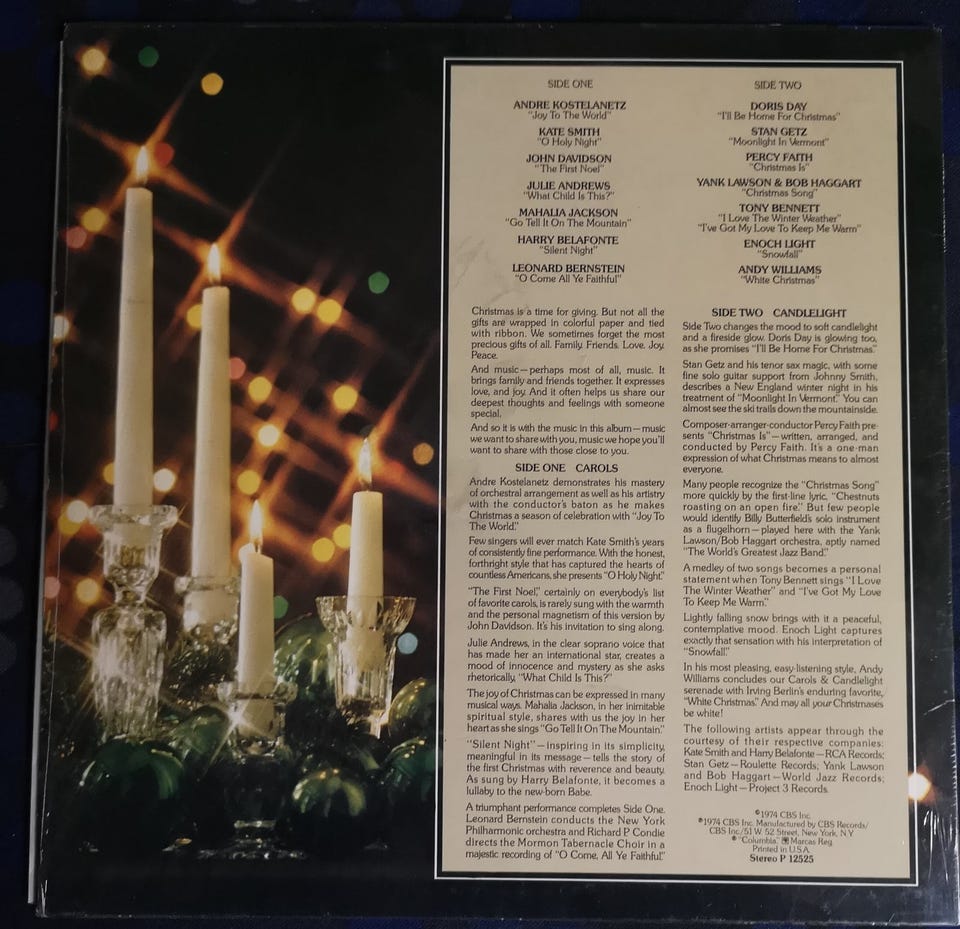 SIDE ONE
ANDRE KOSTELANETZ
"Joy To The World"
KATE SMITH
"O Holy Night"
JOHN DAVIDSON
"The First Noel"
JULIE ANDREWS
"What Child Is This?"
MAHALIA JACKSON
"Go Tell It On The Mountain"
HARRY BELAFONTE
"Silent Night"
LEONARD BERNSTEIN
"O Come All Ye Faithful"
SIDE TWO
DORIS DAY
"I'll Be Home For Christmas"
STAN GETZ
"Moonlight In Vermont"
PERCY FAITH
"Christmas Is"
YANK LAWSON & BOB HAGGART
"Christmas Song"
TONY BENNETT
"I Love The Winter Weather"
"I've Got My Love To Keep Me Warm"
ENOCH LIGHT
"Snowfall"
ANDY WILLIAMS
"White Christmas"
Christmas is a time for giving. But not all the
gifts are wrapped in colorful paper and tied
with ribbon. We sometimes forget the most
precious gifts of all. Family. Friends. Love. Joy.
Peace.
And music—perhaps most of all, music. It
brings family and friends together. It expresses
love, and joy. And it often helps us share our
deepest thoughts and feelings with someone
special.
And so it is with the music in this album—music
we want to share with you, music we hope you'll
want to share with those close to you.
SIDE ONE CAROLS
Andre Kostelanetz demonstrates his mastery
of orchestral arrangement as well as his artistry
with the conductor's baton as he makes
Christmas a season of celebration with "Joy To
The World."
Few singers will ever match Kate Smith's years
of consistently fine performance. With the honest,
forthright style that has captured the hearts of
countless Americans, she presents "O Holy Night."
"The First Noel," certainly on everybody's list
of favorite carols, is rarely sung with the warmth
and the personal magnetism of this version by
John Davidson. It's his invitation to sing along.
Julie Andrews, in the clear soprano voice that
has made her an international star, creates a
mood of innocence and mystery as she asks
rhetorically, "What Child Is This?"
The joy of Christmas can be expressed in many
musical ways. Mahalia Jackson, in her inimitable
spiritual style, shares with us the joy in her
heart as she sings "Go Tell It On The Mountain."
"Silent Night"—inspiring in its simplicity,
meaningful in its message—tells the story of
the first Christmas with reverence and beauty.
As sung by Harry Belafonte, it becomes a
lullaby to the new-born Babe.
A triumphant performance completes Side One.
Leonard Bernstein conducts the New York
Philharmonic orchestra and Richard P. Condie
directs the Mormon Tabernacle Choir in a
majestic recording of "O Come, All Ye Faithful."
SIDE TWO CANDLELIGHT
Side Two changes the mood to soft candlelight
and a fireside glow. Doris Day is glowing too,
as she promises "I'll Be Home For Christmas."
Stan Getz and his tenor sax magic, with some
fine solo guitar support from Johnny Smith,
describes a New England winter night in his
treatment of "Moonlight In Vermont." You can
almost see the ski trails down the mountainside.
Composer-arranger-conductor Percy Faith pre-
sents "Christmas Is"—written, arranged, and
conducted by Percy Faith. It's a one-man
expression of what Christmas means to almost
everyone.
Many people recognize the "Christmas Song"
more quickly by the first-line lyric, "Chestnuts
roasting on an open fire." But few people
would identify Billy Butterfield's solo instrument
as a flugelhorn—played here with the Yank
Lawson/Bob Haggart orchestra, aptly named
"The World's Greatest Jazz Band."
A medley of two songs becomes a personal
statement when Tony Bennett sings "I Love
The Winter Weather" and "I've Got My Love
To Keep Me Warm."
Lightly falling snow brings with it a peaceful,
contemplative mood. Enoch Light captures
exactly that sensation with his interpretation of
"Snowfall."
In his most pleasing, easy-listening style, Andy
Williams concludes our Carols & Candlelight
serenade with Irving Berlin's enduring favorite,
"White Christmas." And may all your Christmases
be white!
The following artists appear through the
courtesy of their respective companies:
Kate Smith and Harry Belafonte—RCA Records;
Stan Getz—Roulette Records; Yank Lawson
and Bob Haggart—World Jazz Records;
Enoch Light—Project 3 Records.
©1974 CBS Inc.
℗1974 CBS Inc. Manufactured by CBS Records/
CBS Inc./51 W. 52 Street, New York, N.Y.
® "Columbia," Marcas Reg.
Printed in U.S.A.
Stereo P 12525